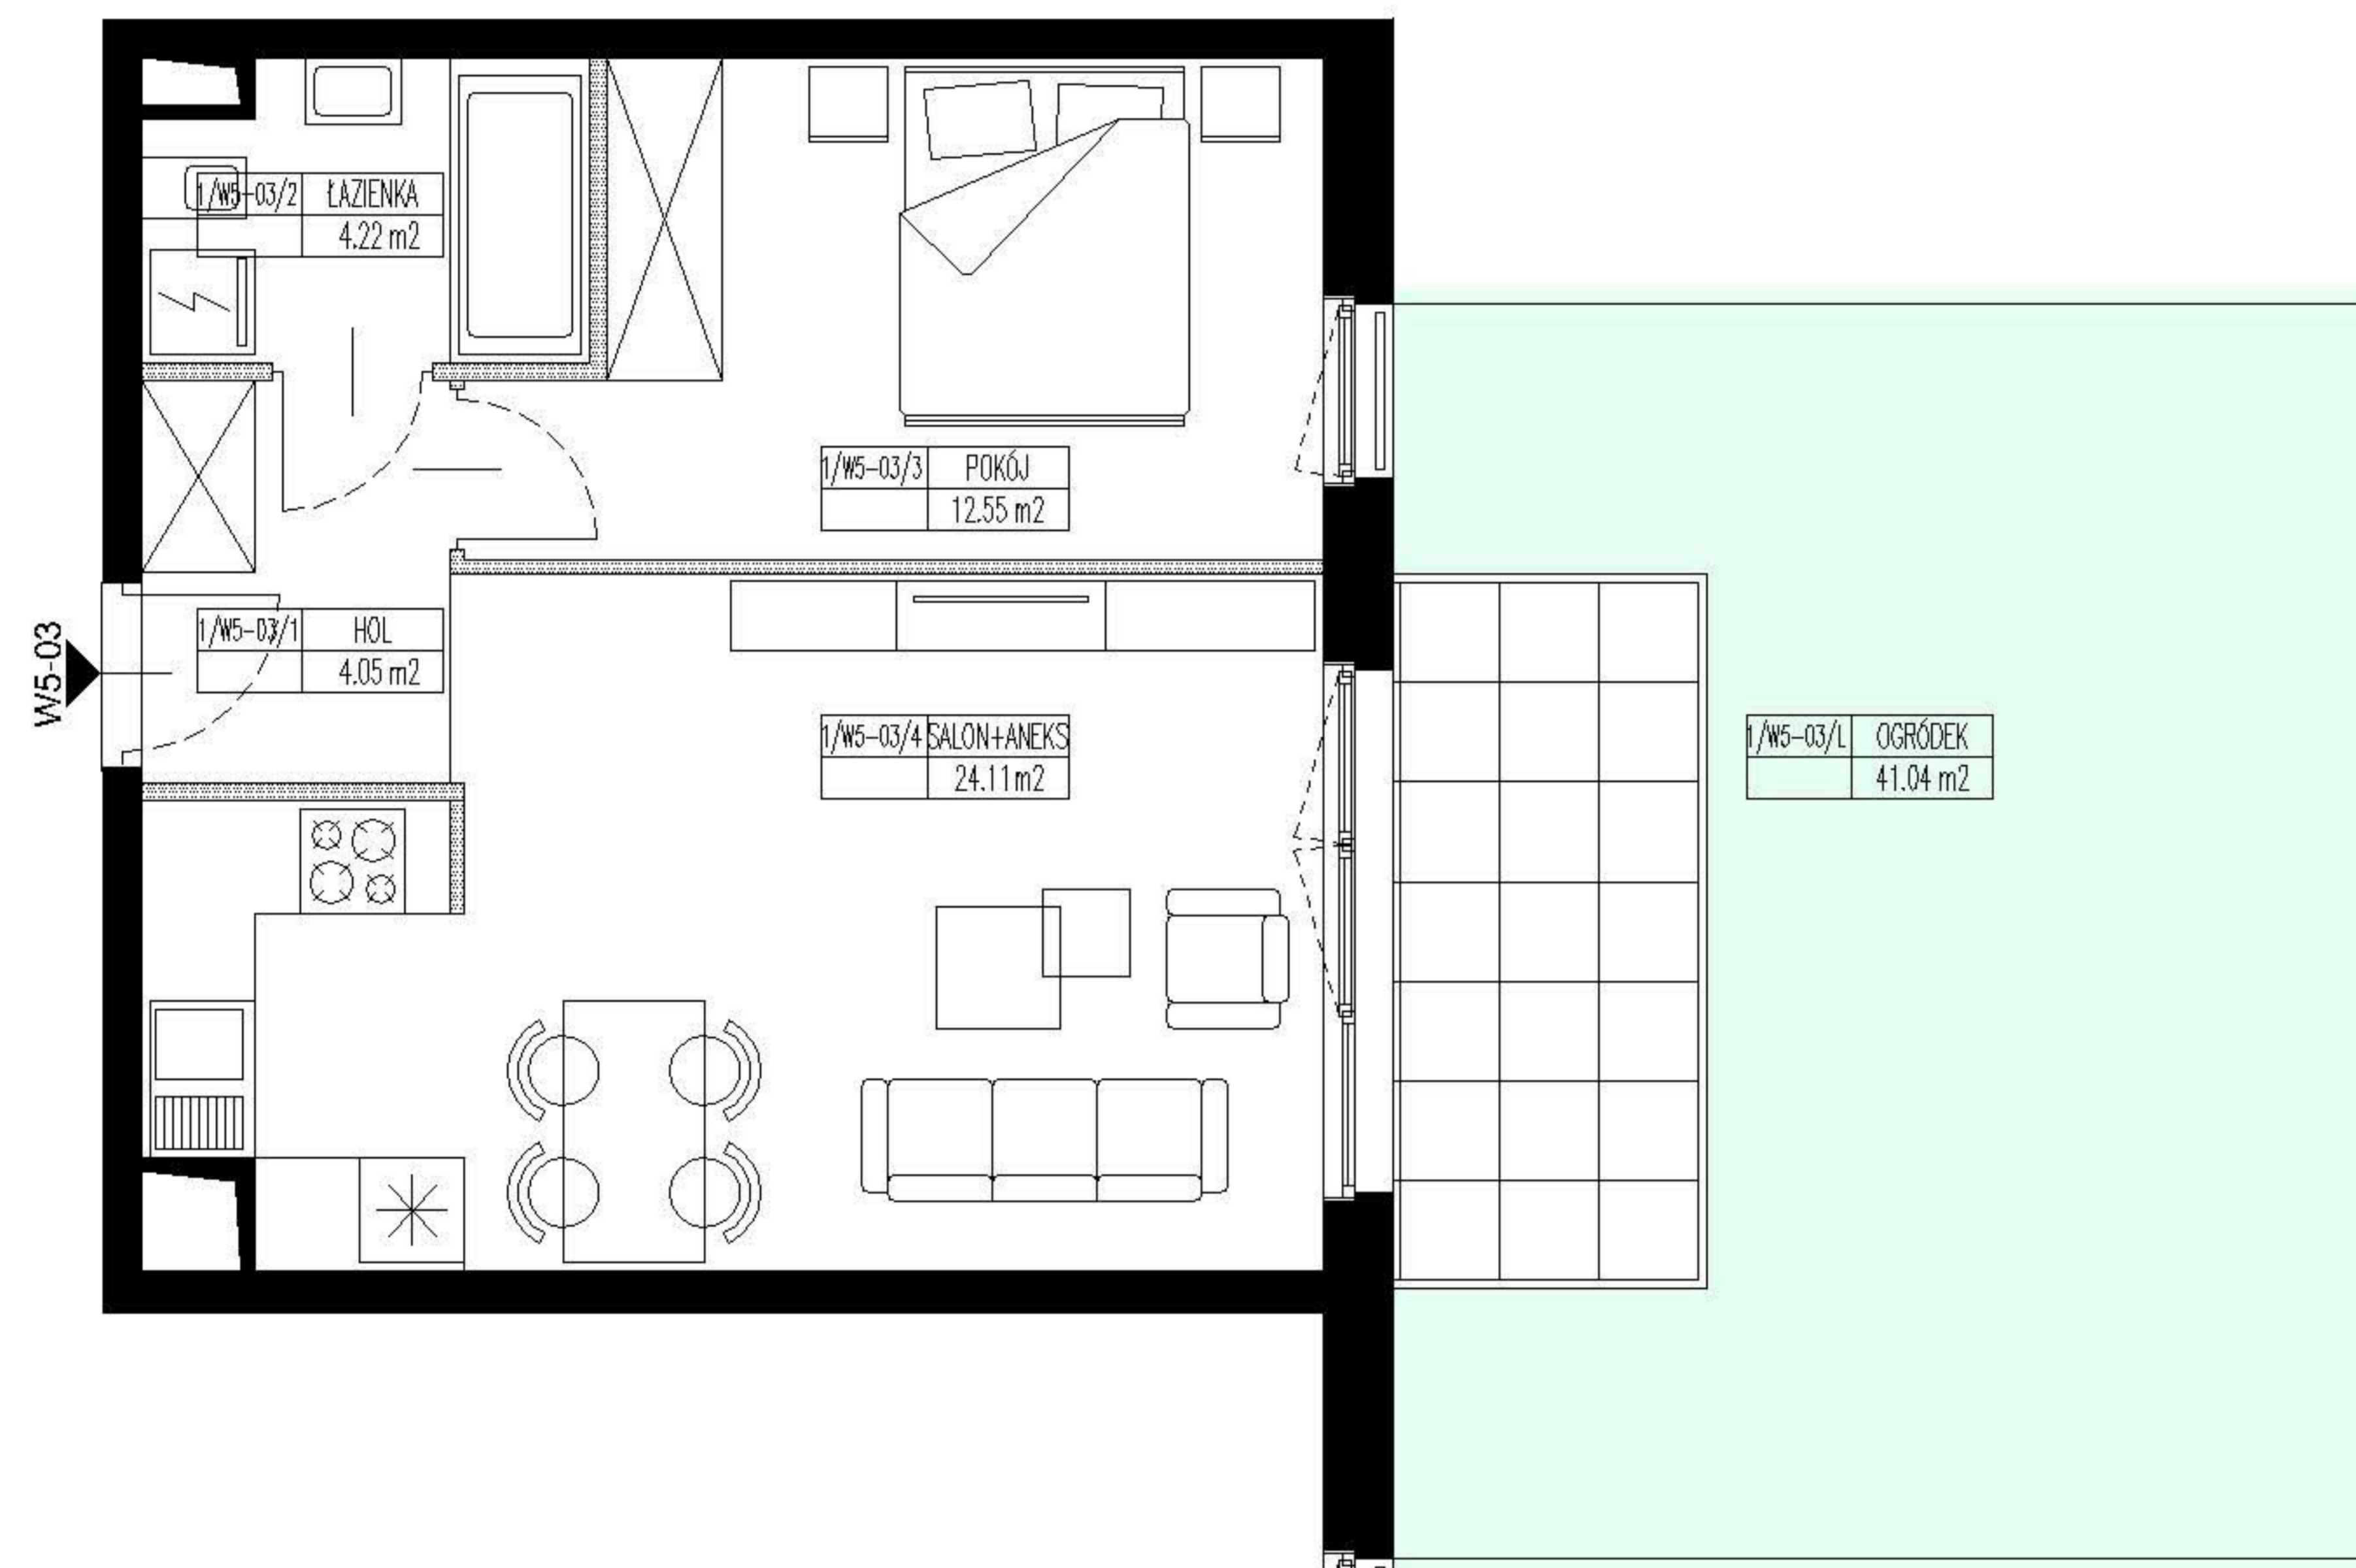 1/W5-03/2 ŁAZIENKA
4.22 m2
1/W5-03/3 POKÓJ
12.55 m2
W5-03
1/W5-03/1 HOL
4.05 m2
1/W5-03/4 SALON+ANEKS
24.11 m2
1/W5-03/L OGRÓDEK
41.04 m2